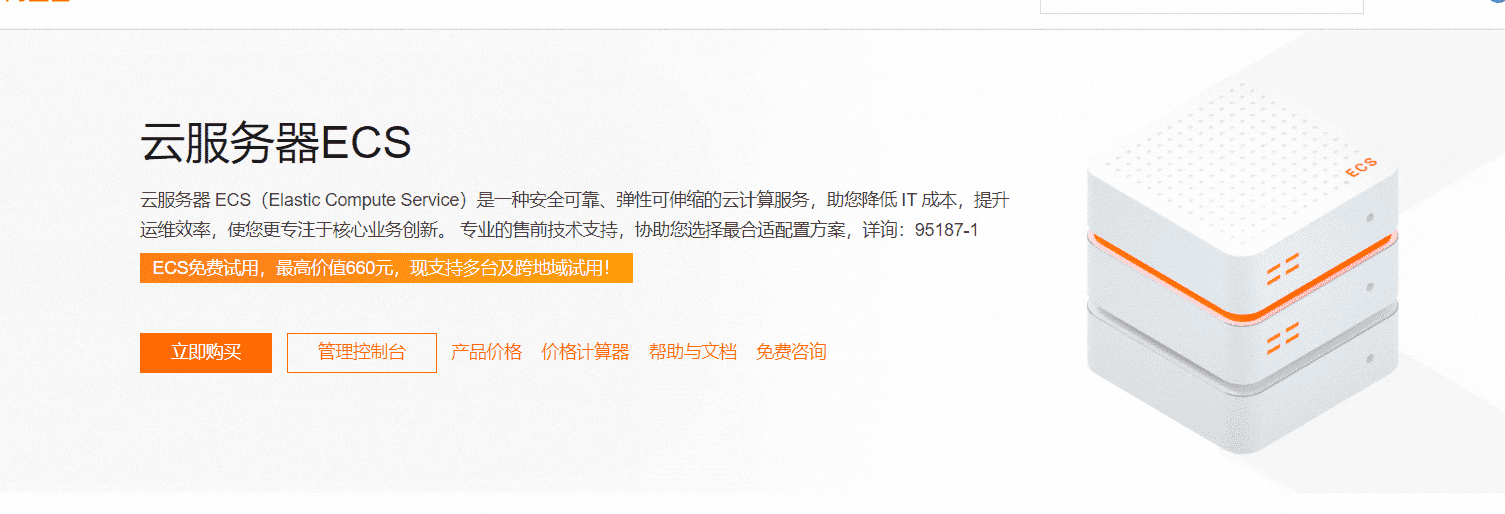 云服务器ECS
云服务器 ECS（Elastic Compute Service）是一种安全可靠、弹性可伸缩的云计算服务，助您降低 IT 成本，提升
运维效率，使您更专注于核心业务创新。 专业的售前技术支持，协助您选择最合适配置方案，详询：95187-1
ECS免费试用，最高价值660元，现支持多台及跨地域试用！
立即购买 管理控制台 产品价格 价格计算器 帮助与文档 免费咨询
ECS